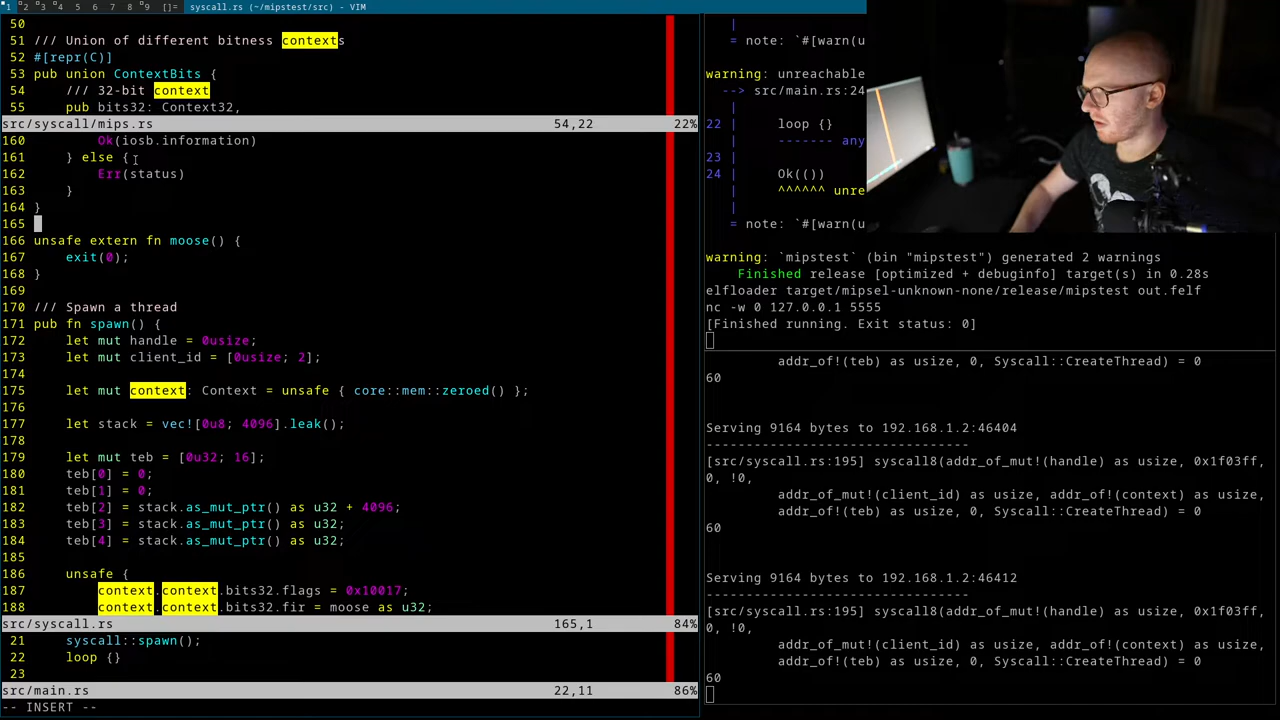 1 2 3 4 5 6 7 8 9 []= syscall.rs (~/mipstest/src) - VIM
50
51 /// Union of different bitness contexts
52 #[repr(C)]
53 pub union ContextBits {
54     /// 32-bit context
55     pub bits32: Context32,
src/syscall/mips.rs 54,22 22%
160         Ok(iosb.information)
161     } else {
162         Err(status)
163     }
164 }
165
166 unsafe extern fn moose() {
167     exit(0);
168 }
169
170 /// Spawn a thread
171 pub fn spawn() {
172     let mut handle = 0usize;
173     let mut client_id = [0usize; 2];
174
175     let mut context: Context = unsafe { core::mem::zeroed() };
176
177     let stack = vec![0u8; 4096].leak();
178
179     let mut teb = [0u32; 16];
180     teb[0] = 0;
181     teb[1] = 0;
182     teb[2] = stack.as_mut_ptr() as u32 + 4096;
183     teb[3] = stack.as_mut_ptr() as u32;
184     teb[4] = stack.as_mut_ptr() as u32;
185
186     unsafe {
187         context.context.bits32.flags = 0x10017;
188         context.context.bits32.fir = moose as u32;
src/syscall.rs 165,1 84%
21     syscall::spawn();
22     loop {}
23
src/main.rs 22,11 86%
-- INSERT --
|
= note: `#[warn(u
warning: unreachable
--> src/main.rs:24
|
22 |     loop {}
|     ------- any
23 |
24 |     Ok(())
|     ^^^^^^ unre
|
= note: `#[warn(u
warning: `mipstest` (bin "mipstest") generated 2 warnings
Finished release [optimized + debuginfo] target(s) in 0.28s
elfloader target/mipsel-unknown-none/release/mipstest out.felf
nc -w 0 127.0.0.1 5555
[Finished running. Exit status: 0]
addr_of!(teb) as usize, 0, Syscall::CreateThread) = 0
60
Serving 9164 bytes to 192.168.1.2:46404
--------------------------------
[src/syscall.rs:195] syscall8(addr_of_mut!(handle) as usize, 0x1f03ff,
0, !0,
addr_of_mut!(client_id) as usize, addr_of!(context) as usize,
addr_of!(teb) as usize, 0, Syscall::CreateThread) = 0
60
Serving 9164 bytes to 192.168.1.2:46412
--------------------------------
[src/syscall.rs:195] syscall8(addr_of_mut!(handle) as usize, 0x1f03ff,
0, !0,
addr_of_mut!(client_id) as usize, addr_of!(context) as usize,
addr_of!(teb) as usize, 0, Syscall::CreateThread) = 0
60